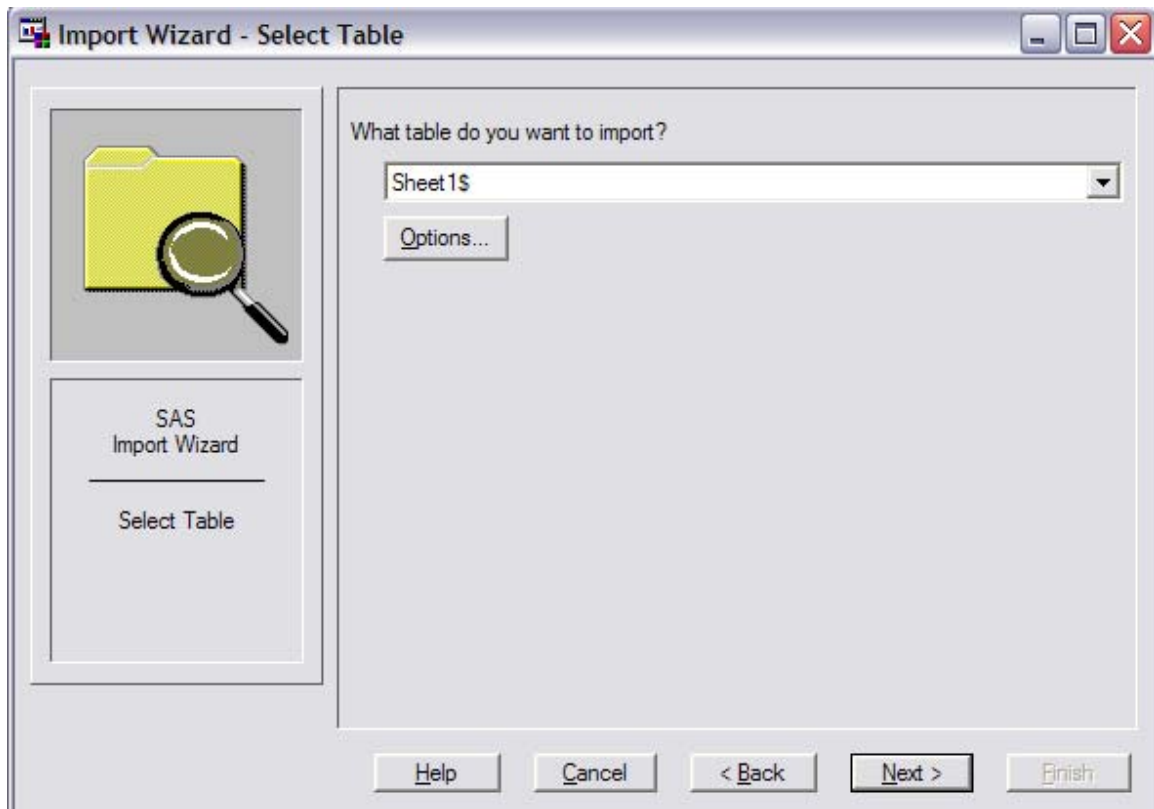 Import Wizard - Select Table
What table do you want to import?
Sheet1$
Options...
SAS
Import Wizard
Select Table
Help
Cancel
< Back
Next >
Finish